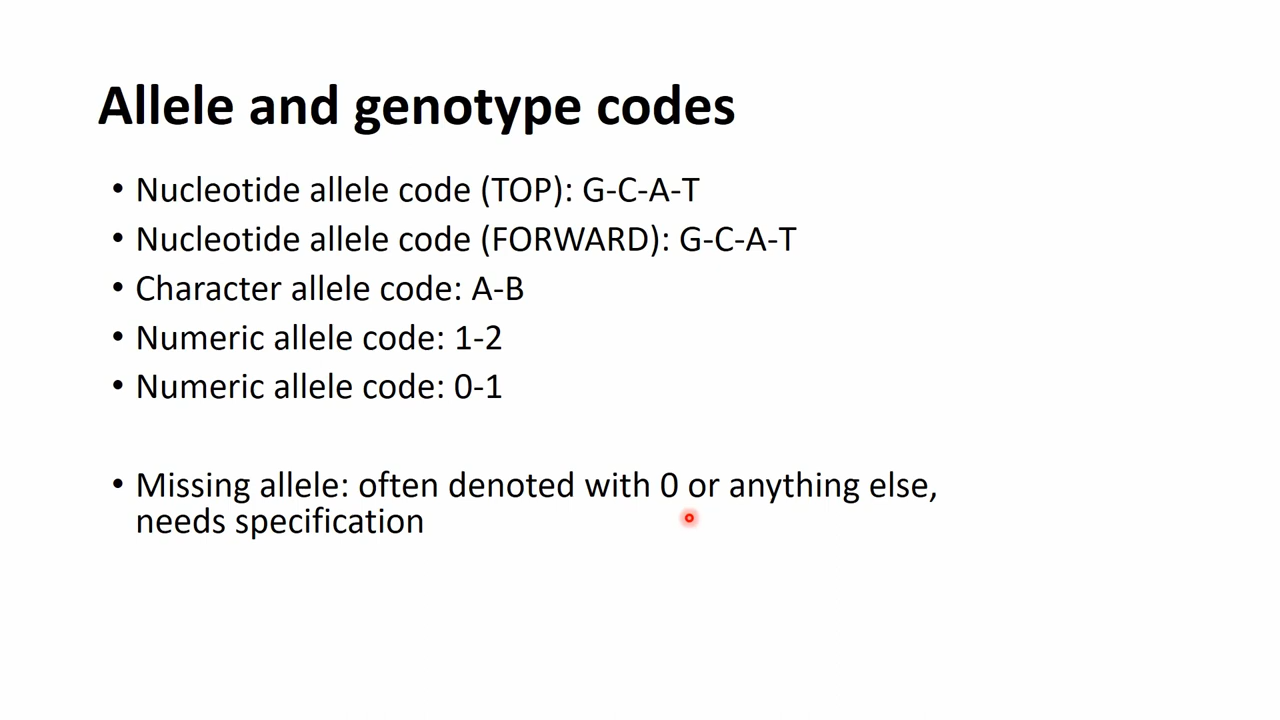 Allele and genotype codes
• Nucleotide allele code (TOP): G-C-A-T
• Nucleotide allele code (FORWARD): G-C-A-T
• Character allele code: A-B
• Numeric allele code: 1-2
• Numeric allele code: 0-1
• Missing allele: often denoted with 0 or anything else,
needs specification